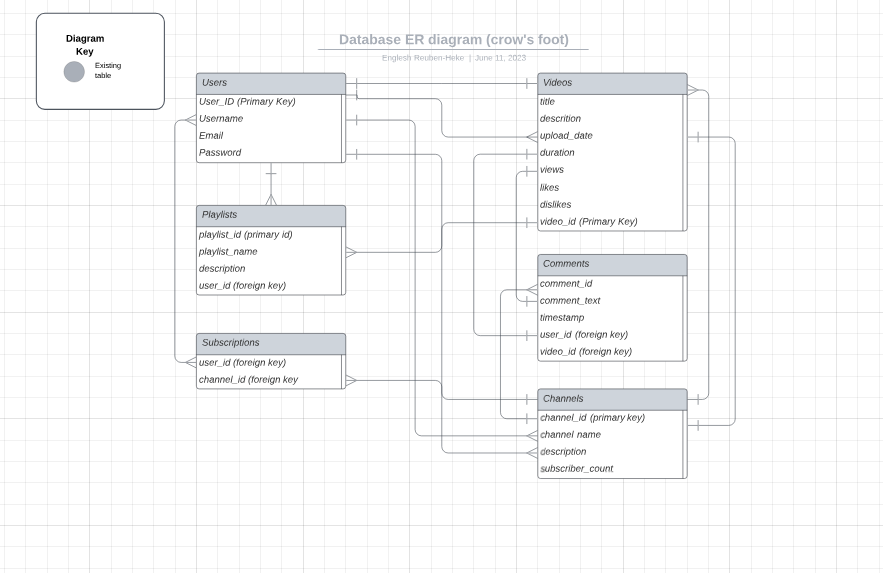 Diagram
Key
Existing
table
Database ER diagram (crow's foot)
Englesh Reuben-Heke | June 11, 2023
Users
User_ID (Primary Key)
Username
Email
Password
Playlists
playlist_id (primary id)
playlist_name
description
user_id (foreign key)
Subscriptions
user_id (foreign key)
channel_id (foreign key
Videos
title
descrition
upload_date
duration
views
likes
dislikes
video_id (Primary Key)
Comments
comment_id
comment_text
timestamp
user_id (foreign key)
video_id (foreign key)
Channels
channel_id (primary key)
channel name
description
subscriber_count